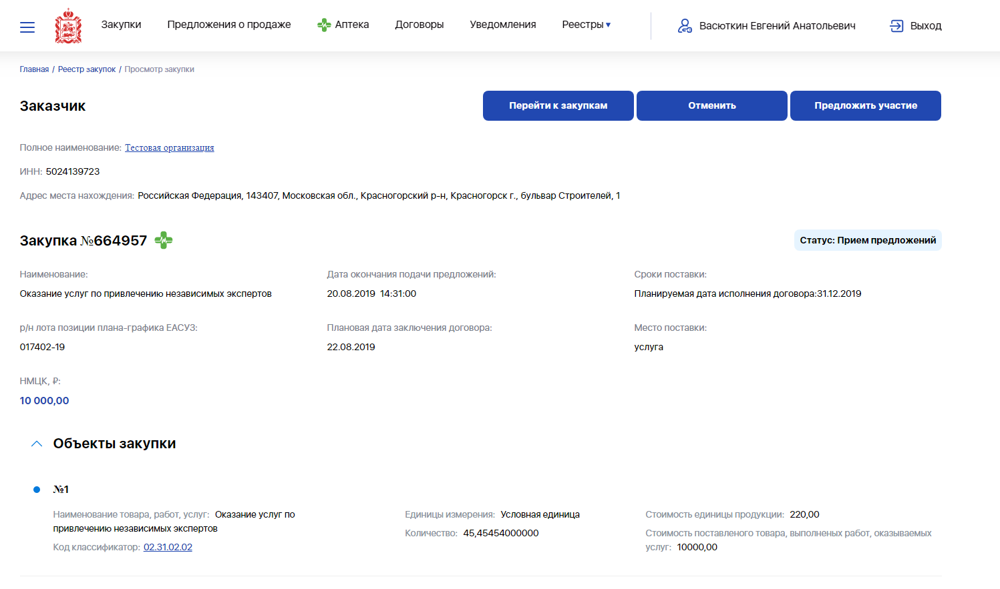 Закупки Предложения о продаже Аптека Договоры Уведомления Реестры Васюткин Евгений Анатольевич Выход
Главная / Реестр закупок / Просмотр закупки
Заказчик
Перейти к закупкам Отменить Предложить участие
Полное наименование: Тестовая организация
ИНН: 5024139723
Адрес места нахождения: Российская Федерация, 143407, Московская обл., Красногорский р-н, Красногорск г., бульвар Строителей, 1
Закупка №664957
Статус: Прием предложений
Наименование: Дата окончания подачи предложений: Сроки поставки:
Оказание услуг по привлечению независимых экспертов 20.08.2019 14:31:00 Планируемая дата исполнения договора:31.12.2019
р/н лота позиции плана-графика ЕАСУЗ: Плановая дата заключения договора: Место поставки:
017402-19 22.08.2019 услуга
НМЦК, ₽:
10 000,00
Объекты закупки
№1
Наименование товара, работ, услуг: Оказание услуг по
привлечению независимых экспертов
Код классификатор: 02.31.02.02
Единицы измерения: Условная единица
Количество: 45,45454000000
Стоимость единицы продукции: 220,00
Стоимость поставленого товара, выполненых работ, оказываемых
услуг: 10000,00